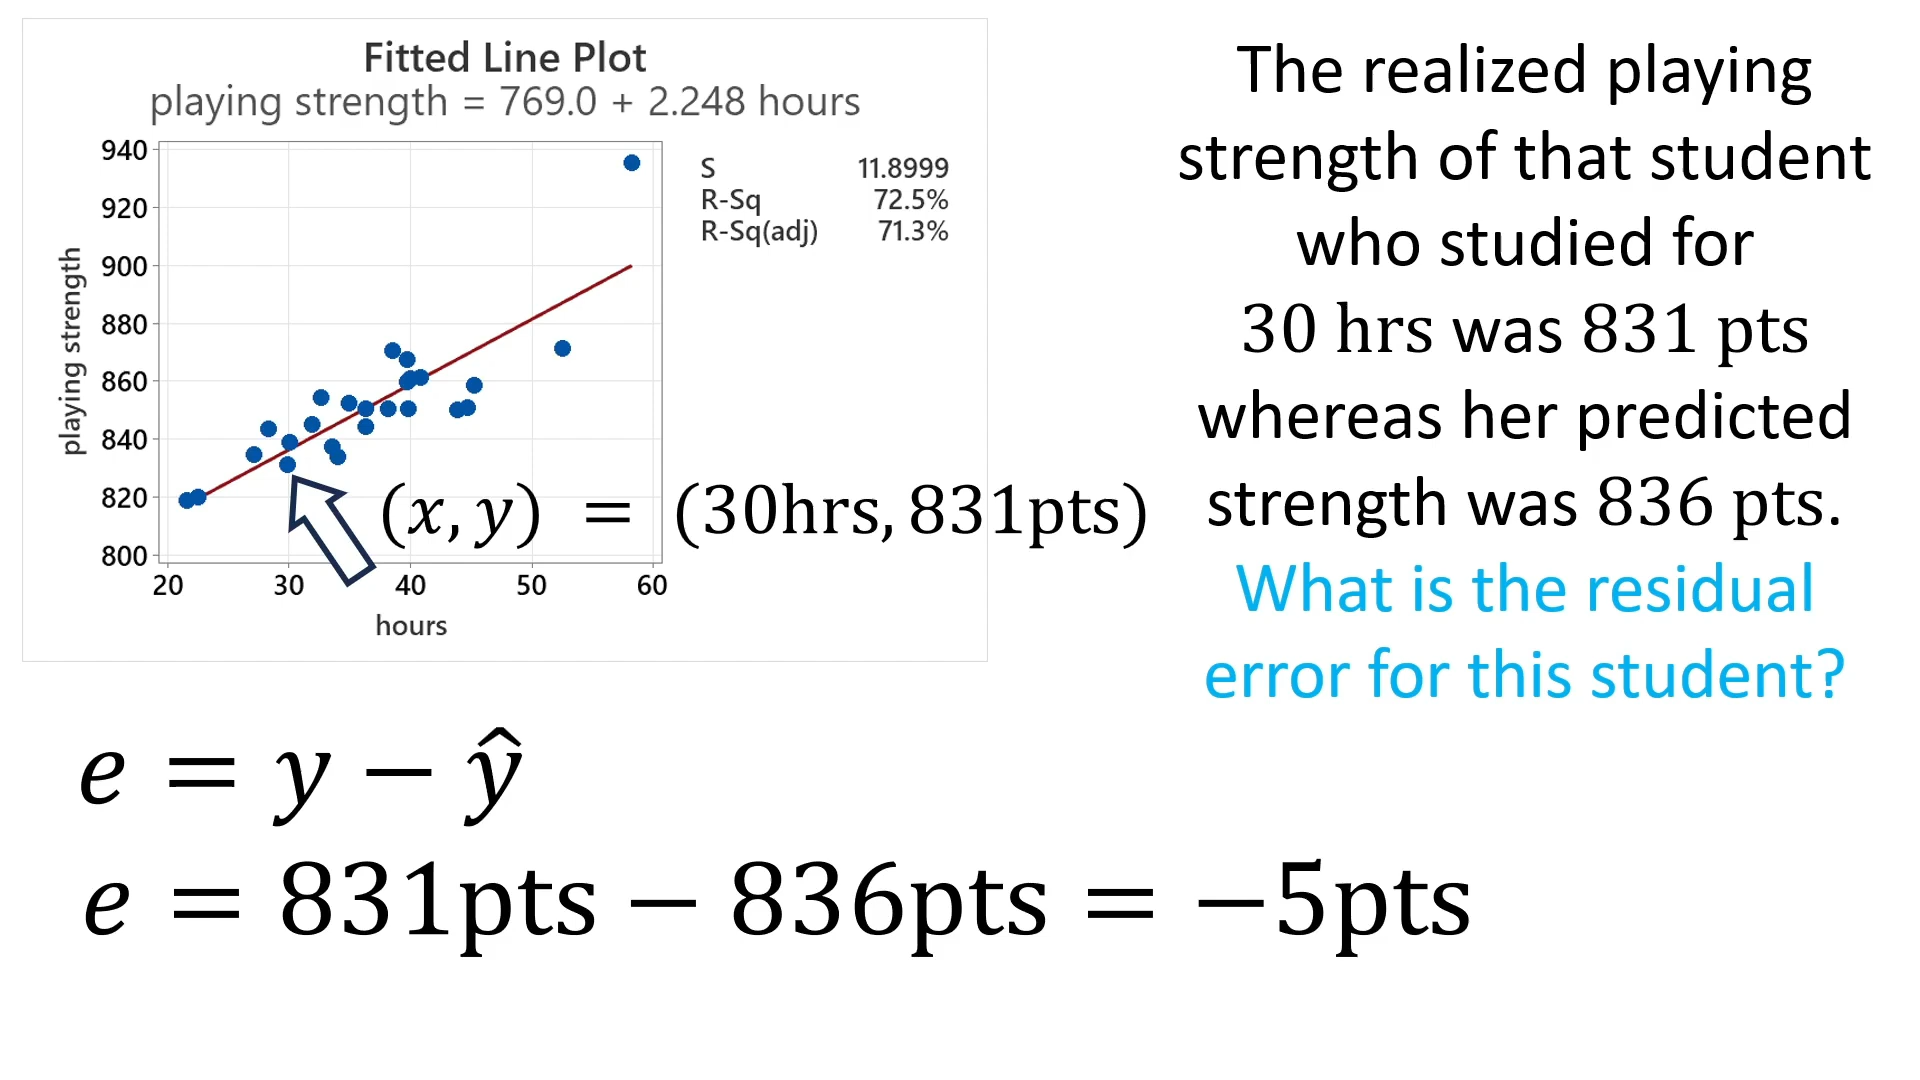 Fitted Line Plot
playing strength = 769.0 + 2.248 hours
940
920
900
880
860
840
820
800
playing strength
20 30 40 50 60
hours
S 11.8999
R-Sq 72.5%
R-Sq(adj) 71.3%
(x, y) = (30hrs, 831pts)
The realized playing
strength of that student
who studied for
30 hrs was 831 pts
whereas her predicted
strength was 836 pts.
What is the residual
error for this student?
e = y − ŷ
e = 831pts − 836pts = −5pts